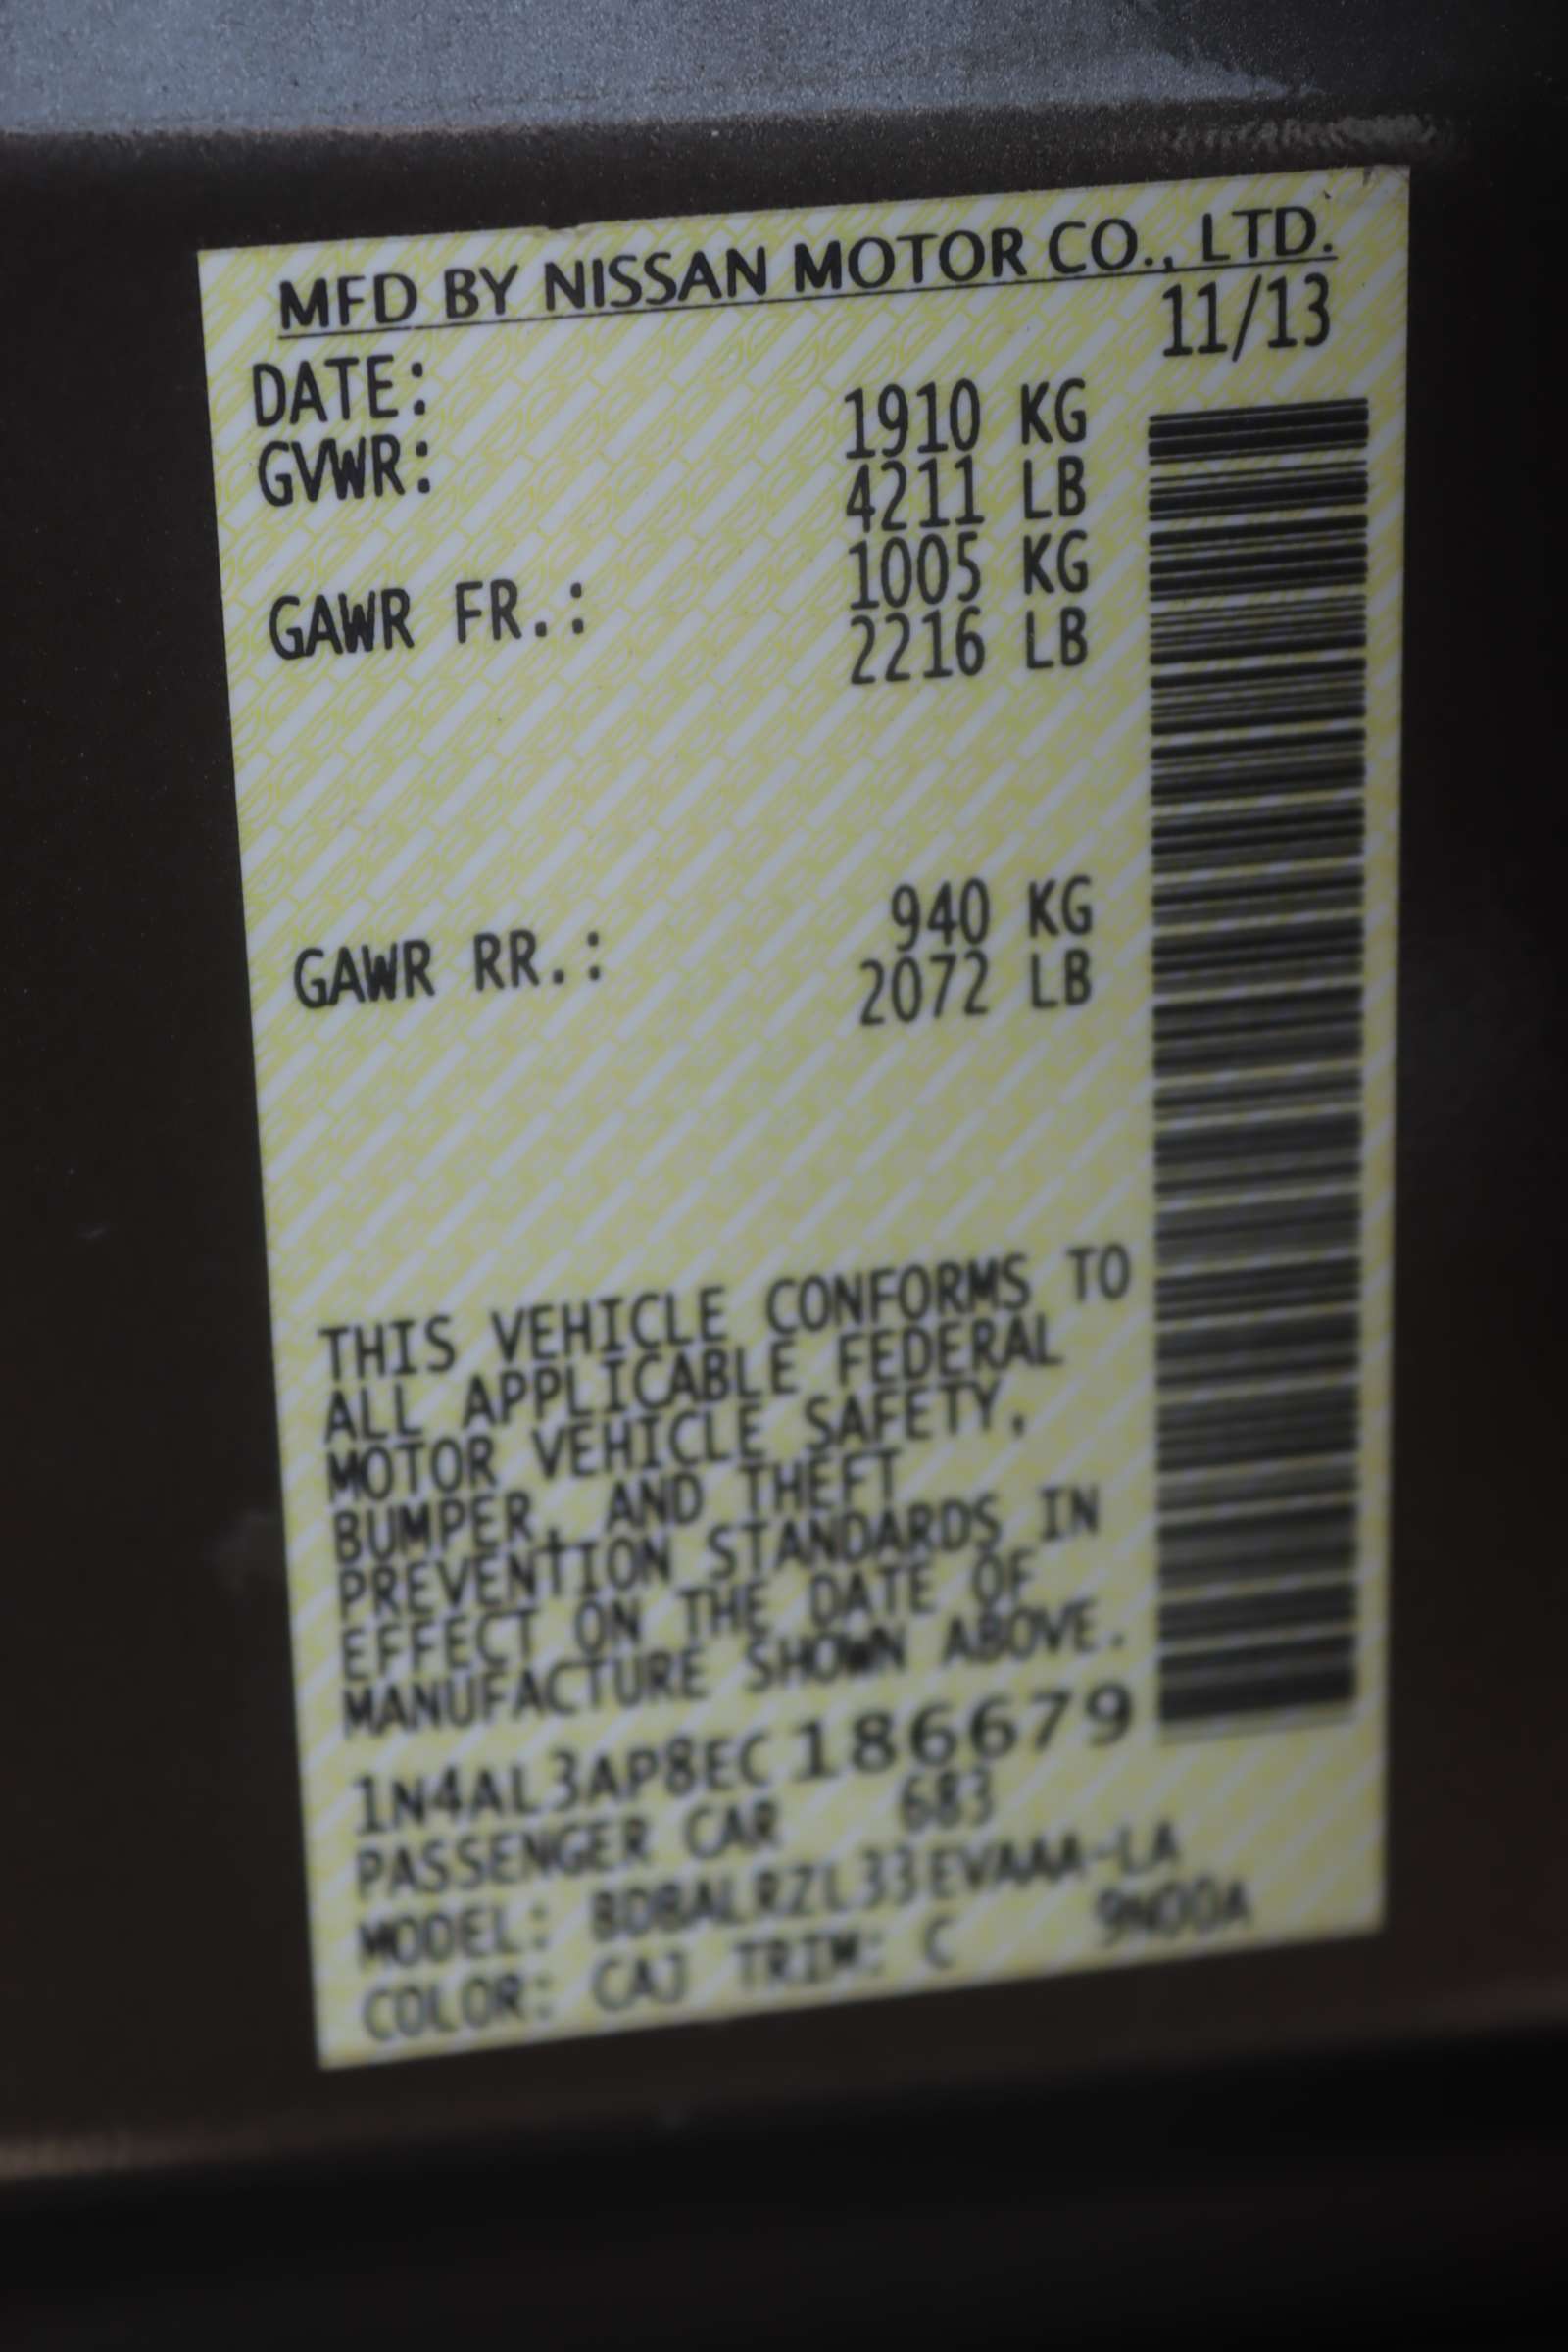 MFD BY NISSAN MOTOR CO., LTD.
DATE: 11/13
GVWR: 1910 KG
4211 LB
GAWR FR.: 1005 KG
2216 LB
GAWR RR.: 940 KG
2072 LB
THIS VEHICLE CONFORMS TO
ALL APPLICABLE FEDERAL
MOTOR VEHICLE SAFETY,
BUMPER, AND THEFT
PREVENTION STANDARDS IN
EFFECT ON THE DATE OF
MANUFACTURE SHOWN ABOVE.
1N4AL3AP8EC186679
PASSENGER CAR 683
MODEL: BDBALRZL33EVAAA-LA
COLOR: CAJ TRIM: C 9N00A